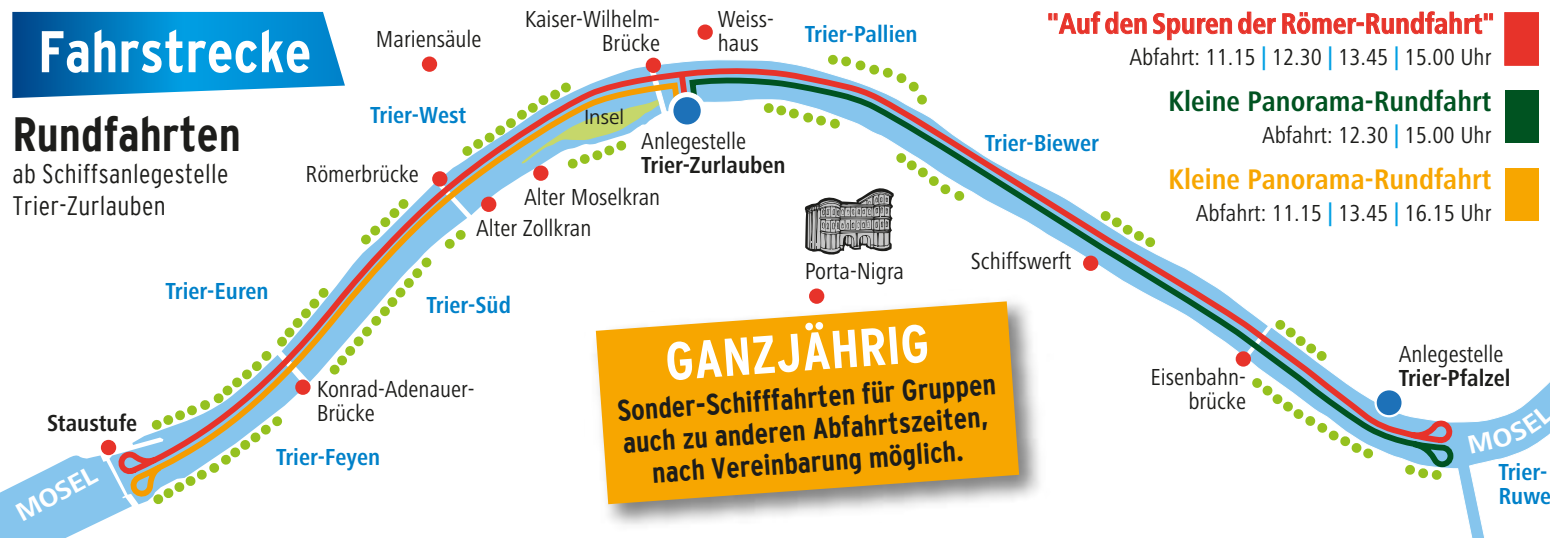 Fahrstrecke
Rundfahrten
ab Schiffsanlegestelle
Trier-Zurlauben
Mariensäule
Kaiser-Wilhelm-
Brücke
Weiss-
haus
Trier-Pallien
"Auf den Spuren der Römer-Rundfahrt"
Abfahrt: 11.15 | 12.30 | 13.45 | 15.00 Uhr
Kleine Panorama-Rundfahrt
Abfahrt: 12.30 | 15.00 Uhr
Kleine Panorama-Rundfahrt
Abfahrt: 11.15 | 13.45 | 16.15 Uhr
Trier-West
Insel
Anlegestelle
Trier-Zurlauben
Trier-Biewer
Römerbrücke
Alter Moselkran
Alter Zollkran
Porta-Nigra
Schiffswerft
Trier-Euren
Trier-Süd
GANZJÄHRIG
Sonder-Schifffahrten für Gruppen
auch zu anderen Abfahrtszeiten,
nach Vereinbarung möglich.
Eisenbahn-
brücke
Anlegestelle
Trier-Pfalzel
Konrad-Adenauer-
Brücke
Staustufe
Trier-Feyen
MOSEL
MOSEL
Trier-
Ruwe